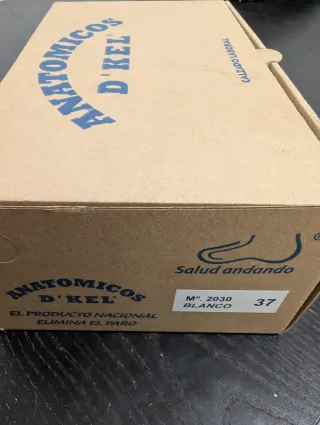 ANATOMICOS
D'KEL
CALZADO LABORAL
ANATOMICOS
D'KEL
EL PRODUCTO NACIONAL
ELIMINA EL PARO
Salud andando
Mº. 2030
BLANCO
37